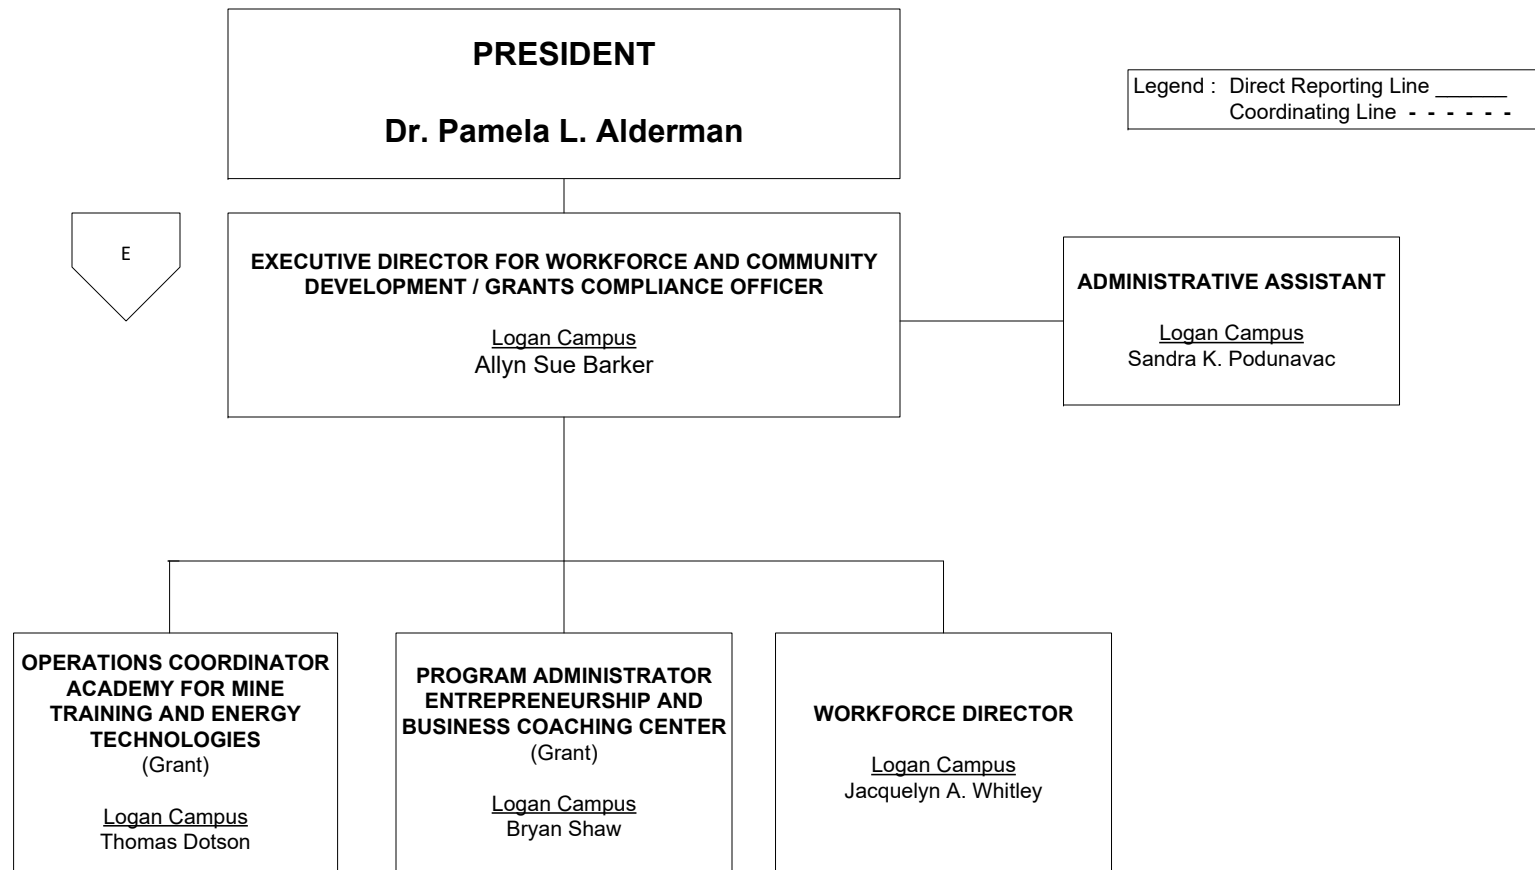 PRESIDENT
Dr. Pamela L. Alderman
Legend : Direct Reporting Line ______
Coordinating Line - - - - - -
E
EXECUTIVE DIRECTOR FOR WORKFORCE AND COMMUNITY
DEVELOPMENT / GRANTS COMPLIANCE OFFICER
Logan Campus
Allyn Sue Barker
ADMINISTRATIVE ASSISTANT
Logan Campus
Sandra K. Podunavac
OPERATIONS COORDINATOR
ACADEMY FOR MINE
TRAINING AND ENERGY
TECHNOLOGIES
(Grant)
Logan Campus
Thomas Dotson
PROGRAM ADMINISTRATOR
ENTREPRENEURSHIP AND
BUSINESS COACHING CENTER
(Grant)
Logan Campus
Bryan Shaw
WORKFORCE DIRECTOR
Logan Campus
Jacquelyn A. Whitley